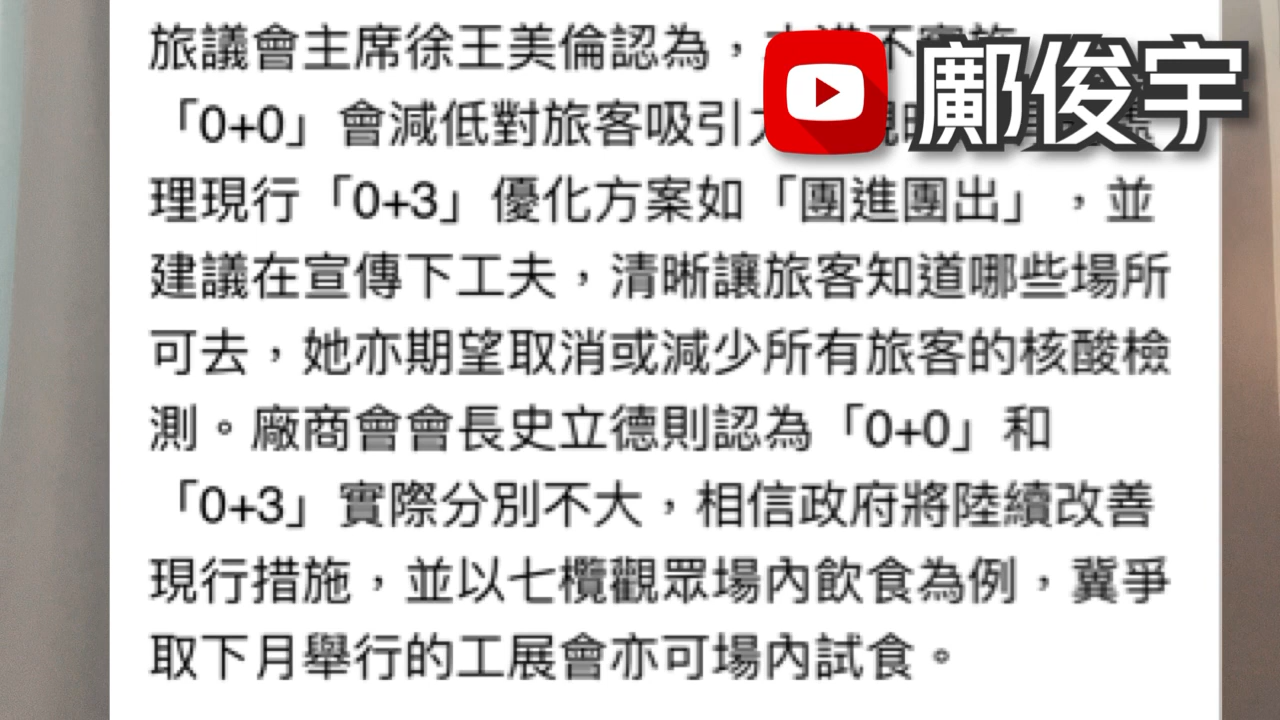 旅議會主席徐王美倫認為，
鄺俊宇
「0+0」會減低對旅客吸引
理現行「0+3」優化方案如「團進團出」，並
建議在宣傳下工夫，清晰讓旅客知道哪些場所
可去，她亦期望取消或減少所有旅客的核酸檢
測。廠商會會長史立德則認為「0+0」和
「0+3」實際分別不大，相信政府將陸續改善
現行措施，並以七欖觀眾場內飲食為例，冀爭
取下月舉行的工展會亦可場內試食。